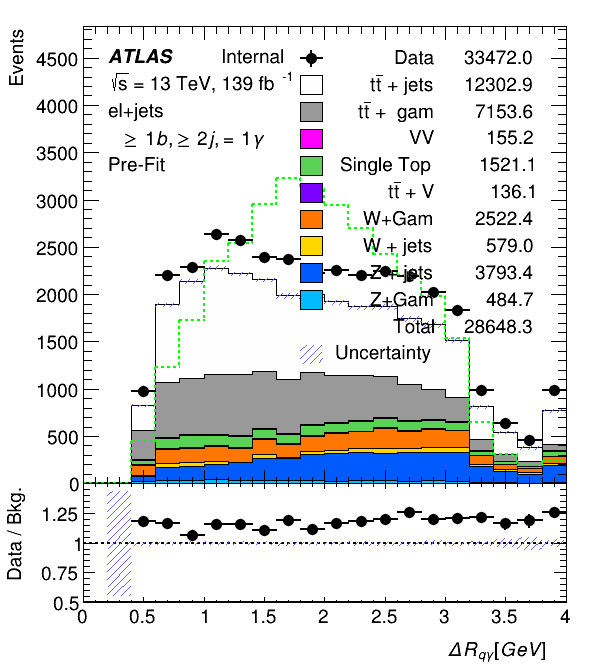 Events
4500
4000
3500
3000
2500
2000
1500
1000
500
0
ATLAS Internal
√s = 13 TeV, 139 fb⁻¹
el+jets
≥ 1b, ≥ 2j, = 1γ
Pre-Fit
Data 33472.0
tt̄ + jets 12302.9
tt̄ + gam 7153.6
VV 155.2
Single Top 1521.1
tt̄ + V 136.1
W+Gam 2522.4
W + jets 579.0
Z + jets 3793.4
Z+Gam 484.7
Total 28648.3
Uncertainty
Data / Bkg.
1.25
1
0.75
0.5
0 0.5 1 1.5 2 2.5 3 3.5 4
ΔR_qγ[GeV]